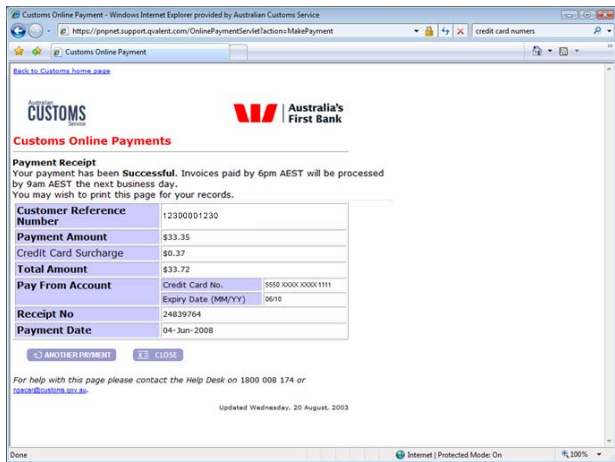 Customs Online Payment - Windows Internet Explorer provided by Australian Customs Service
https://pnpnet.support.qvalent.com/OnlinePaymentServlet?action=MakePayment
credit card numers
Customs Online Payment
Back to Customs home page
Australian
CUSTOMS
Service
Australia's
First Bank
Customs Online Payments
Payment Receipt
Your payment has been Successful. Invoices paid by 6pm AEST will be processed
by 9am AEST the next business day.
You may wish to print this page for your records.
Customer Reference
Number
12300001230
Payment Amount $33.35
Credit Card Surcharge $0.37
Total Amount $33.72
Pay From Account Credit Card No. 5550 XXXX XXXX 1111
Expiry Date (MM/YY) 06/10
Receipt No 24839764
Payment Date 04-Jun-2008
ANOTHER PAYMENT CLOSE
For help with this page please contact the Help Desk on 1800 008 174 or
npacar@customs.gov.au.
Updated Wednesday, 20 August, 2003
Done Internet | Protected Mode: On 100%